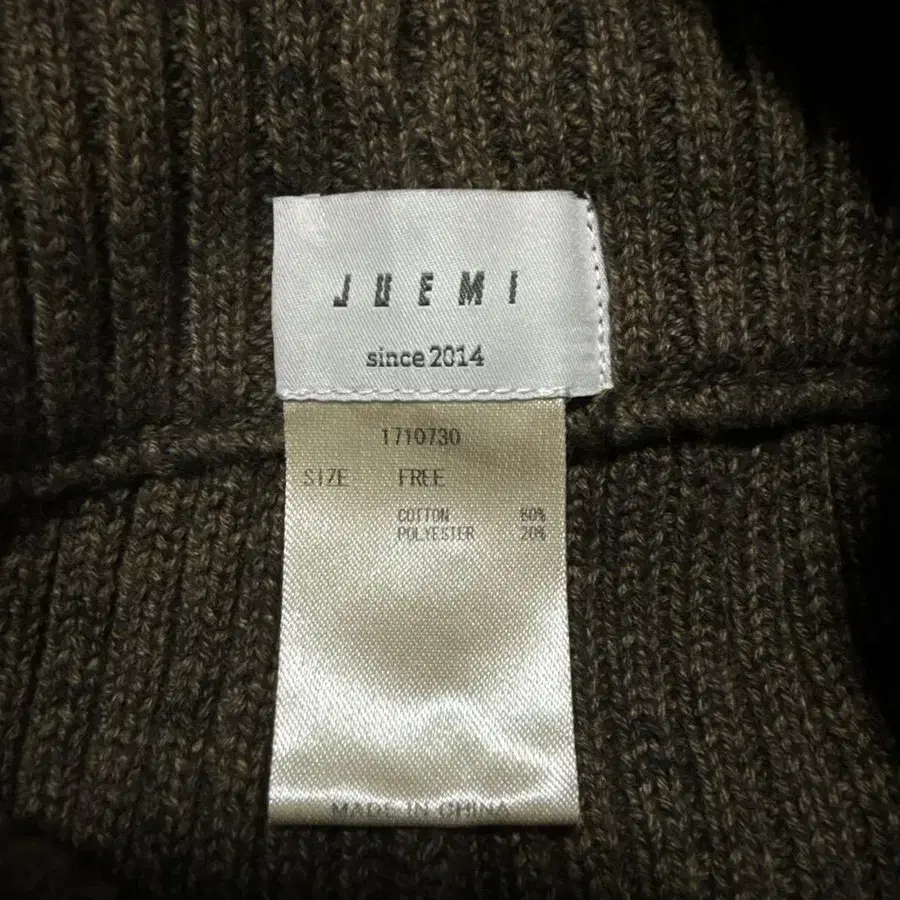 JUEMI
since 2014
1710730
SIZE FREE
COTTON 80%
POLYESTER 20%
MADE IN CHINA